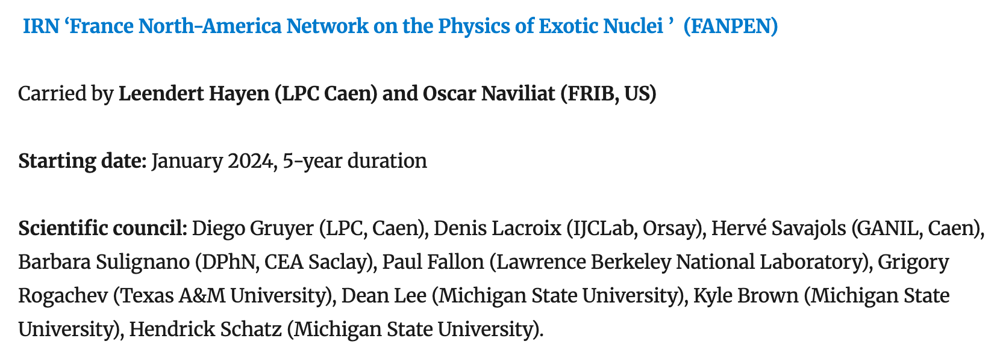 IRN ‘France North-America Network on the Physics of Exotic Nuclei ’ (FANPEN)
Carried by Leendert Hayen (LPC Caen) and Oscar Naviliat (FRIB, US)
Starting date: January 2024, 5-year duration
Scientific council: Diego Gruyer (LPC, Caen), Denis Lacroix (IJCLab, Orsay), Hervé Savajols (GANIL, Caen),
Barbara Sulignano (DPhN, CEA Saclay), Paul Fallon (Lawrence Berkeley National Laboratory), Grigory
Rogachev (Texas A&M University), Dean Lee (Michigan State University), Kyle Brown (Michigan State
University), Hendrick Schatz (Michigan State University).